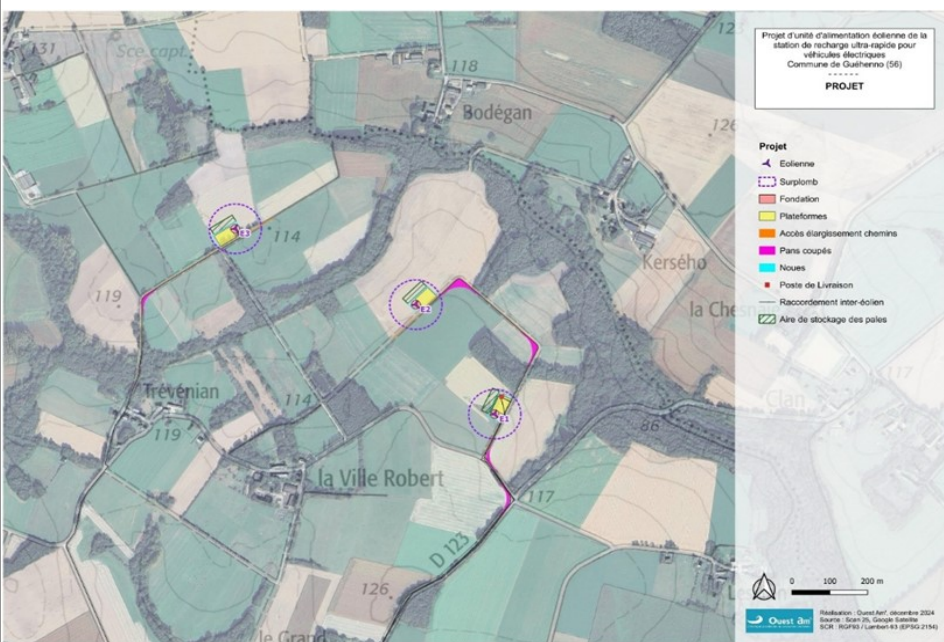 Projet d'unité d'alimentation éolienne de la
station de recharge ultra-rapide pour
véhicules électriques
Commune de Guéhenno (56)
------
PROJET
131
Sce.capt.
118
Bodégan
126
Projet
Eolienne
Surplomb
Fondation
Plateformes
Accès élargissement chemins
Pans coupés
Noues
Poste de Livraison
Raccordement inter-éolien
Aire de stockage des pales
E3
114
Kersého
119
E2
la Ches
117
Trévénian
114
Clan
119
E1
86
la Ville Robert
117
D 123
126
le Grand
0 100 200 m
Ouest Am'
Réalisation : Ouest Am', décembre 2024
Source : Scan 25, Google Satellite
SCR : RGF93 / Lambert-93 (EPSG:2154)